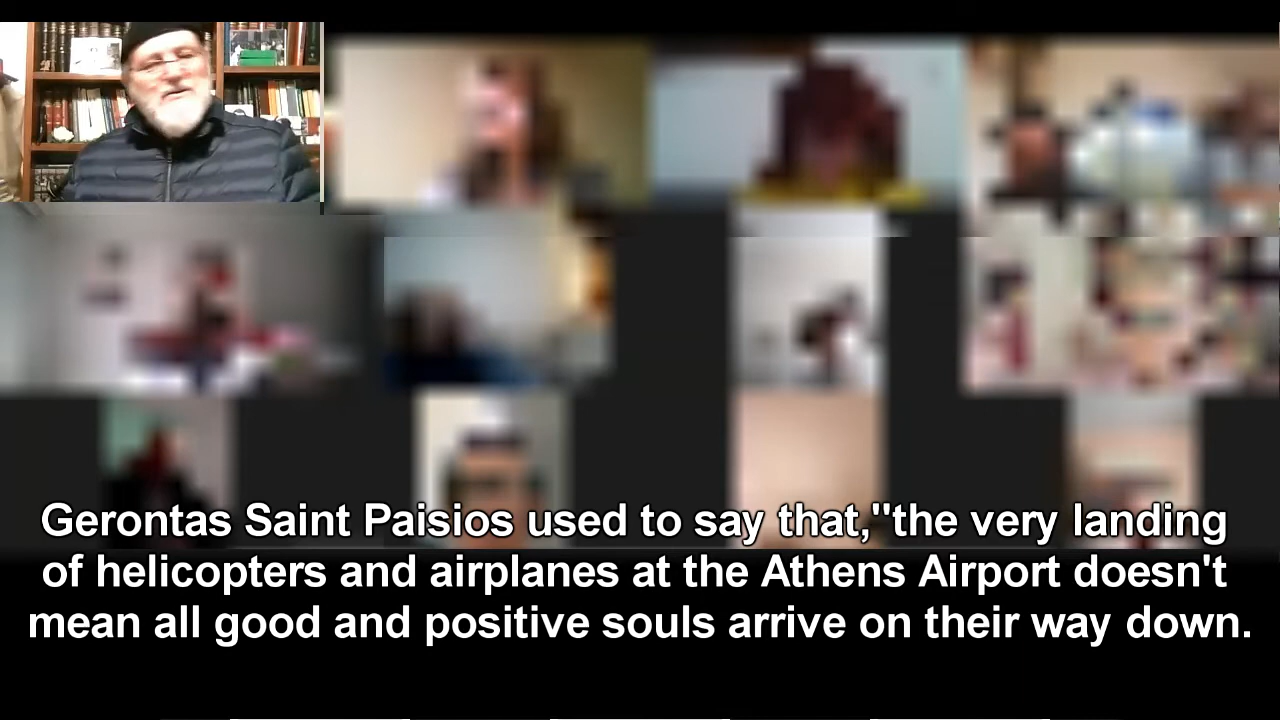 Gerontas Saint Paisios used to say that,"the very landing
of helicopters and airplanes at the Athens Airport doesn't
mean all good and positive souls arrive on their way down.